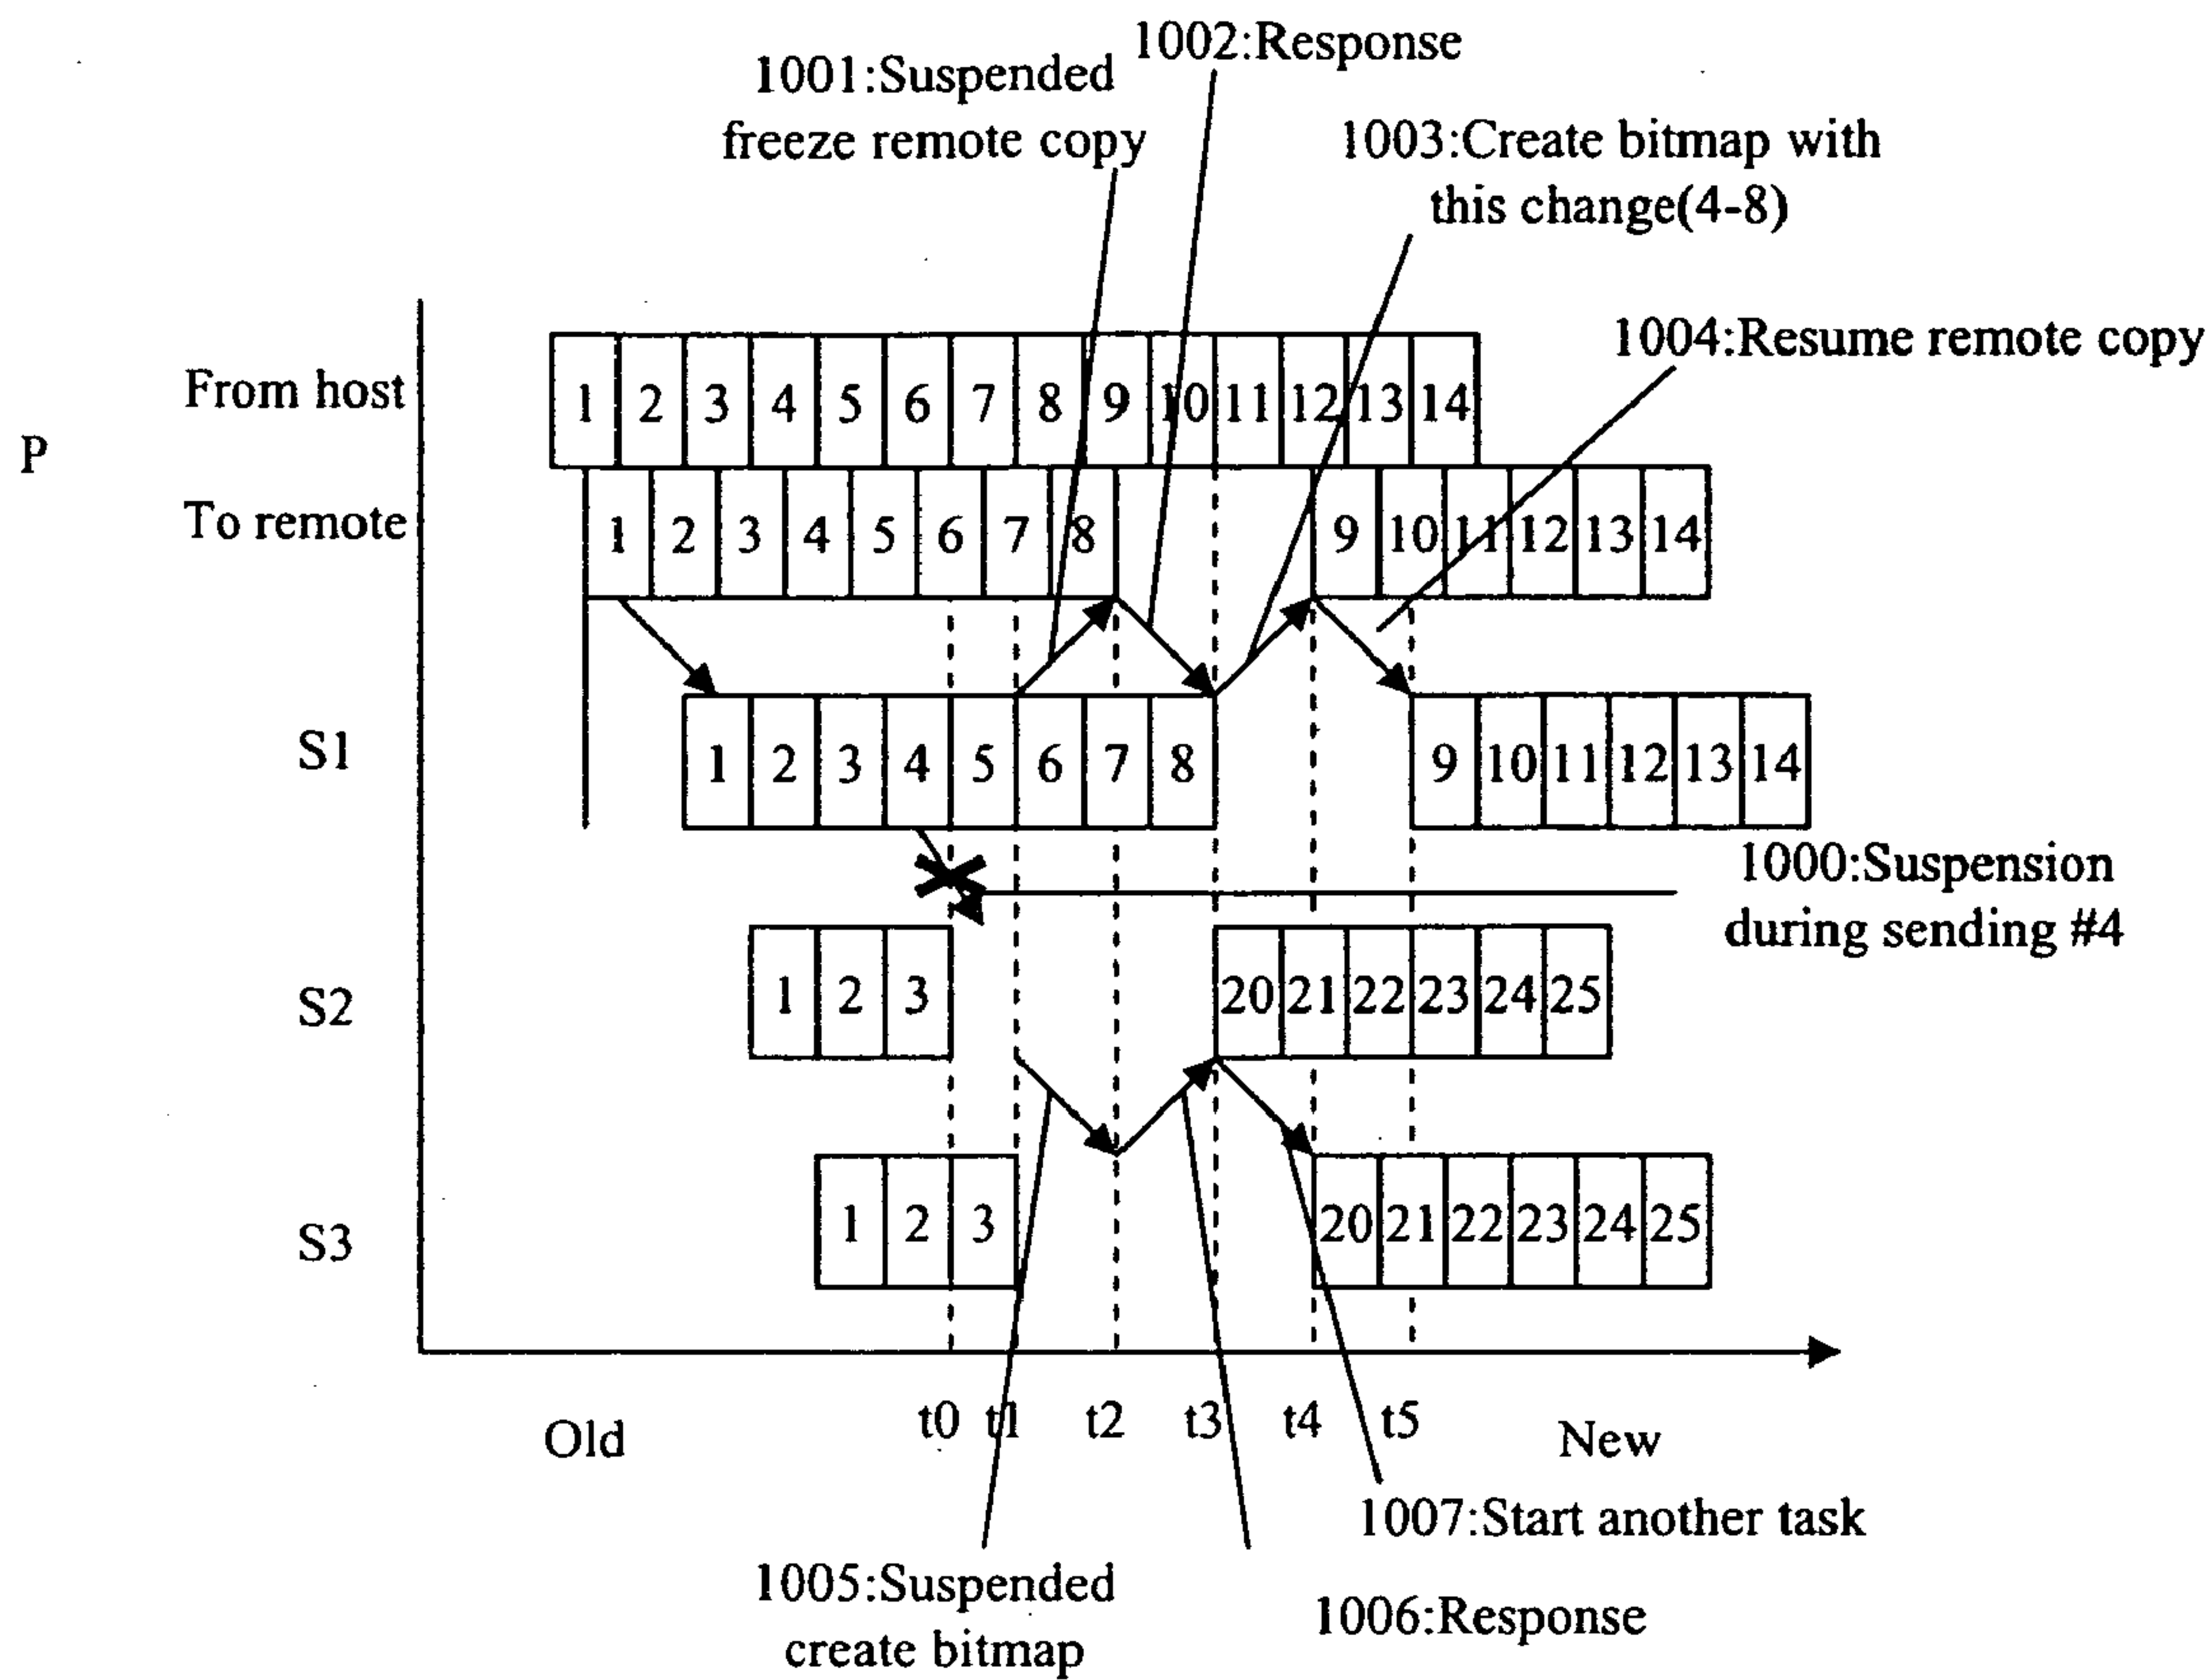 1002:Response
1001:Suspended
freeze remote copy
1003:Create bitmap with
this change(4-8)
1004:Resume remote copy
P
From host
1 2 3 4 5 6 7 8 9 10 11 12 13 14
To remote
1 2 3 4 5 6 7 8 9 10 11 12 13 14
S1
1 2 3 4 5 6 7 8 9 10 11 12 13 14
1000:Suspension
during sending #4
S2
1 2 3 20 21 22 23 24 25
S3
1 2 3 20 21 22 23 24 25
t0 t1 t2 t3 t4 t5
Old
New
1007:Start another task
1005:Suspended
create bitmap
1006:Response